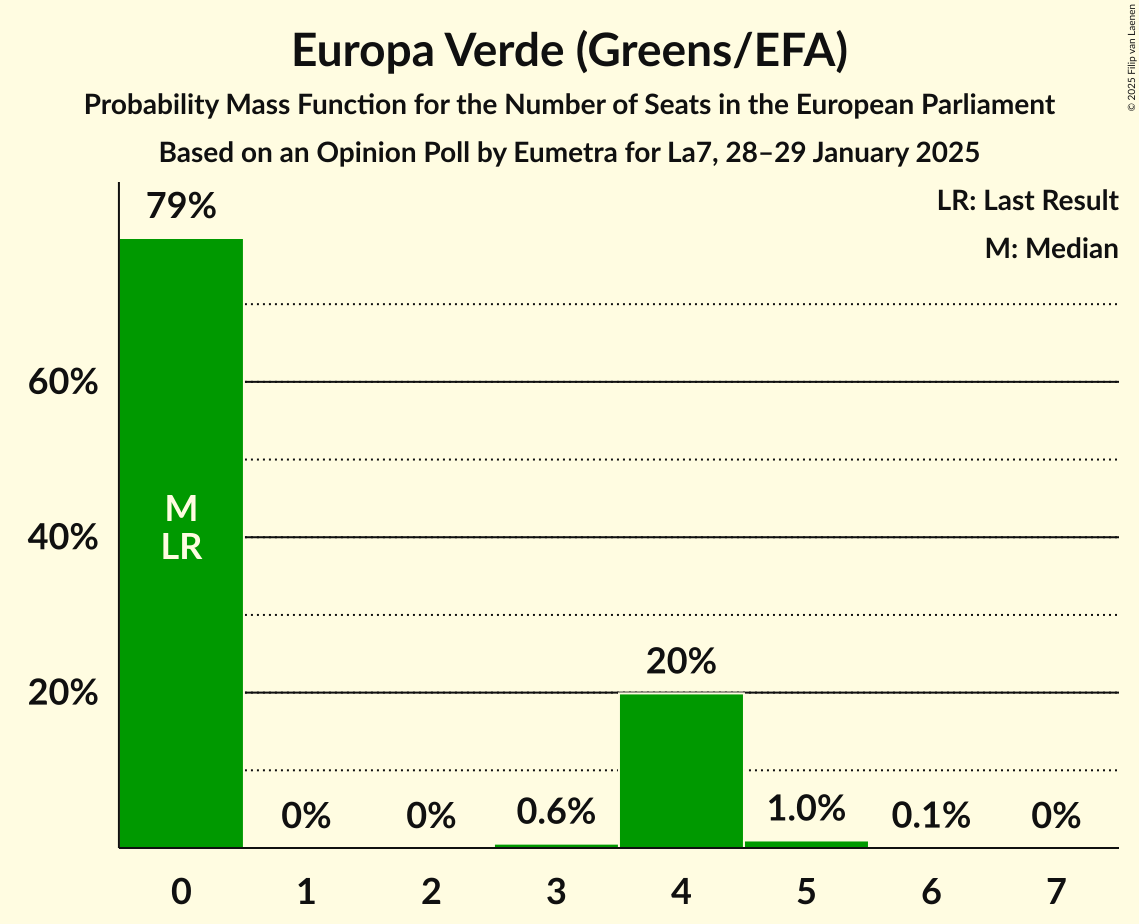 Europa Verde (Greens/EFA)
Probability Mass Function for the Number of Seats in the European Parliament
Based on an Opinion Poll by Eumetra for La7, 28–29 January 2025
© 2025 Filip van Laenen
LR: Last Result
M: Median
79%
60%
40%
20%
M
LR
0%
0%
0.6%
20%
1.0%
0.1%
0%
0
1
2
3
4
5
6
7